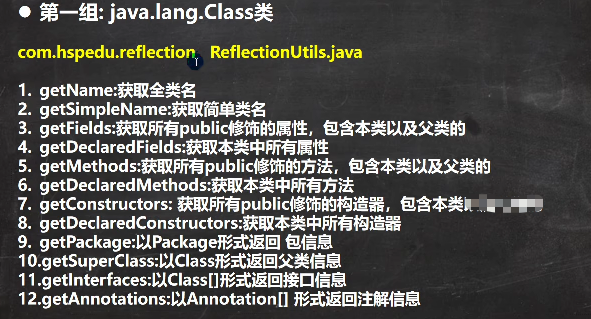 ● 第一组: java.lang.Class类
com.hspedu.reflection ReflectionUtils.java
1. getName:获取全类名
2. getSimpleName:获取简单类名
3. getFields:获取所有public修饰的属性，包含本类以及父类的
4. getDeclaredFields:获取本类中所有属性
5. getMethods:获取所有public修饰的方法，包含本类以及父类的
6. getDeclaredMethods:获取本类中所有方法
7. getConstructors: 获取所有public修饰的构造器，包含本类
8. getDeclaredConstructors:获取本类中所有构造器
9. getPackage:以Package形式返回 包信息
10.getSuperClass:以Class形式返回父类信息
11.getInterfaces:以Class[]形式返回接口信息
12.getAnnotations:以Annotation[] 形式返回注解信息